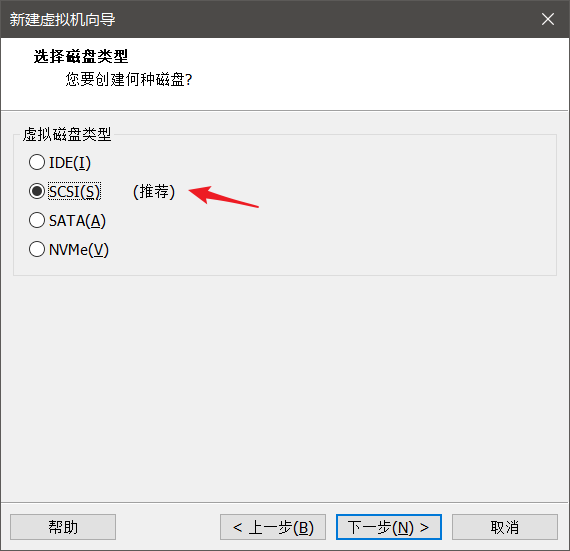 新建虚拟机向导
选择磁盘类型
您要创建何种磁盘?
虚拟磁盘类型
IDE(I)
SCSI(S) (推荐)
SATA(A)
NVMe(V)
帮助 < 上一步(B) 下一步(N) > 取消